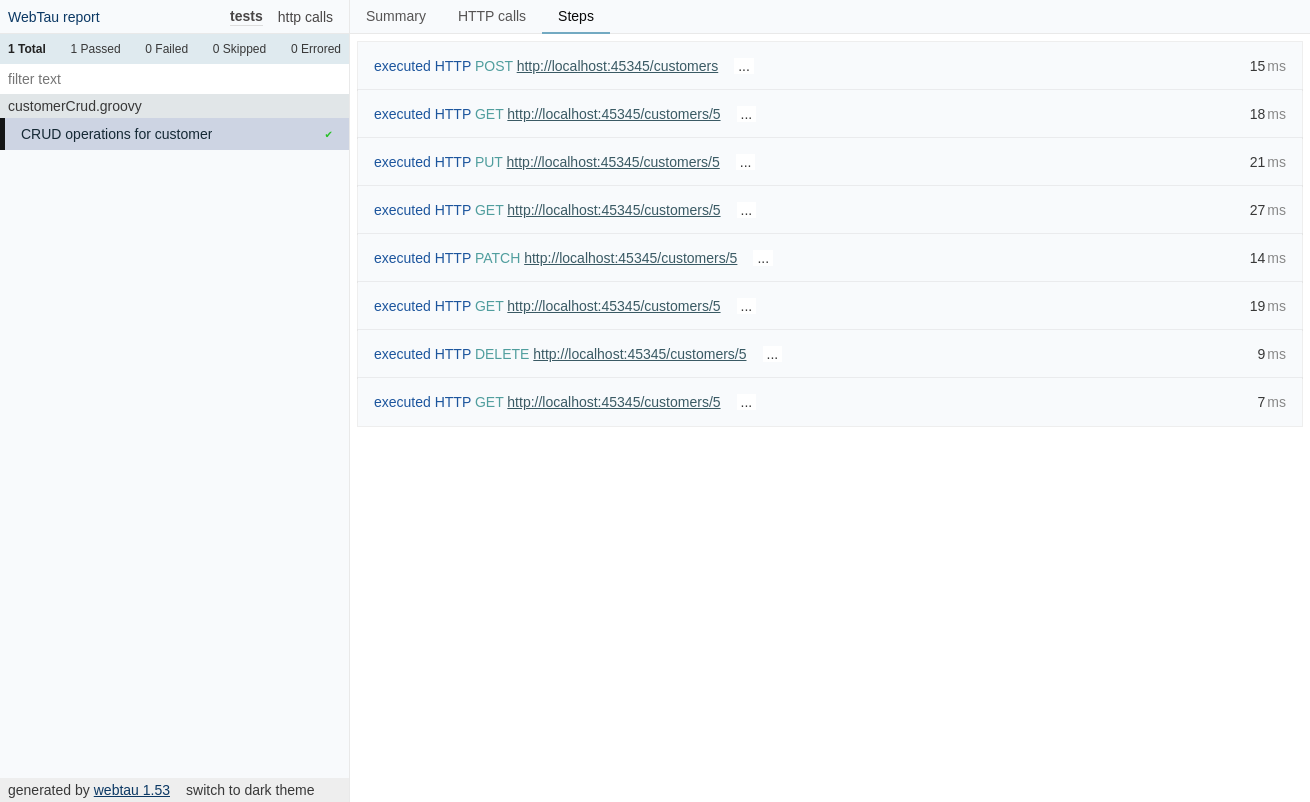 WebTau report tests http calls
1 Total 1 Passed 0 Failed 0 Skipped 0 Errored
filter text
customerCrud.groovy
CRUD operations for customer ✔
generated by webtau 1.53 switch to dark theme
Summary HTTP calls Steps
executed HTTP POST http://localhost:45345/customers ... 15 ms
executed HTTP GET http://localhost:45345/customers/5 ... 18 ms
executed HTTP PUT http://localhost:45345/customers/5 ... 21 ms
executed HTTP GET http://localhost:45345/customers/5 ... 27 ms
executed HTTP PATCH http://localhost:45345/customers/5 ... 14 ms
executed HTTP GET http://localhost:45345/customers/5 ... 19 ms
executed HTTP DELETE http://localhost:45345/customers/5 ... 9 ms
executed HTTP GET http://localhost:45345/customers/5 ... 7 ms